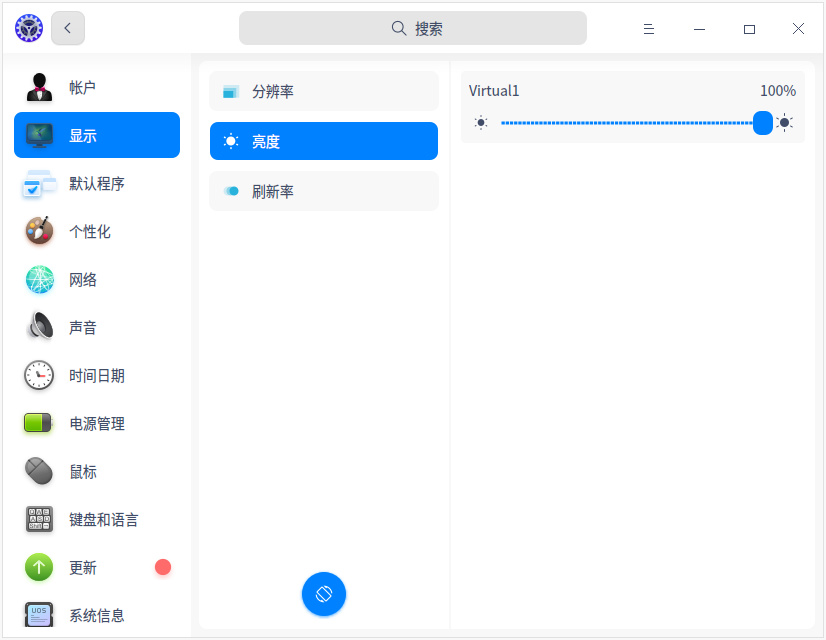 搜索
帐户
显示
默认程序
个性化
网络
声音
时间日期
电源管理
鼠标
键盘和语言
更新
系统信息
UOS
分辨率
亮度
刷新率
Virtual1
100%